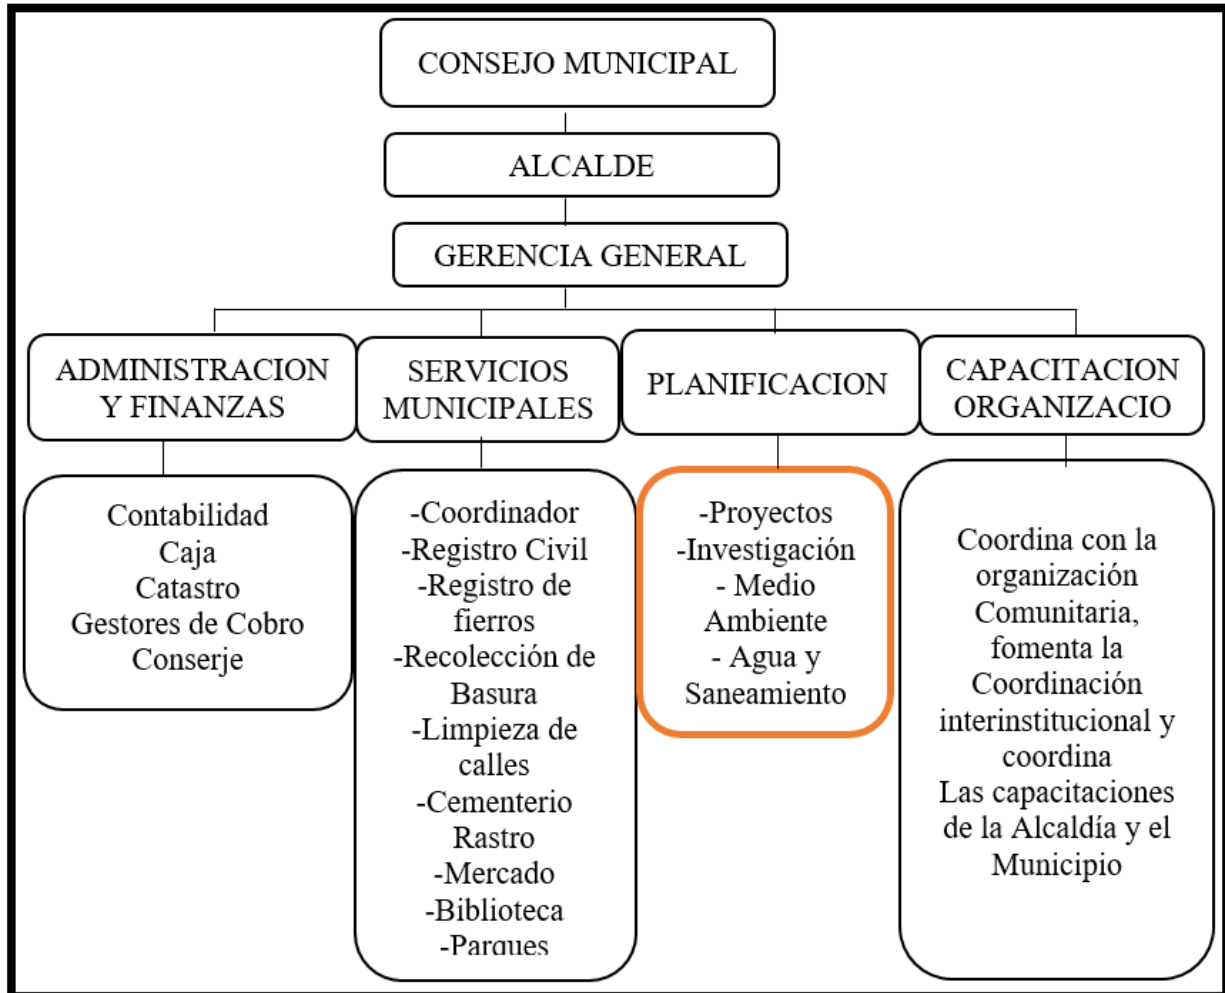 CONSEJO MUNICIPAL
ALCALDE
GERENCIA GENERAL
ADMINISTRACION
Y FINANZAS
SERVICIOS
MUNICIPALES
PLANIFICACION
CAPACITACION
ORGANIZACIO
Contabilidad
Caja
Catastro
Gestores de Cobro
Conserje
-Coordinador
-Registro Civil
-Registro de
fierros
-Recolección de
Basura
-Limpieza de
calles
-Cementerio
Rastro
-Mercado
-Biblioteca
-Parques
-Proyectos
-Investigación
- Medio
Ambiente
- Agua y
Saneamiento
Coordina con la
organización
Comunitaria,
fomenta la
Coordinación
interinstitucional y
coordina
Las capacitaciones
de la Alcaldía y el
Municipio